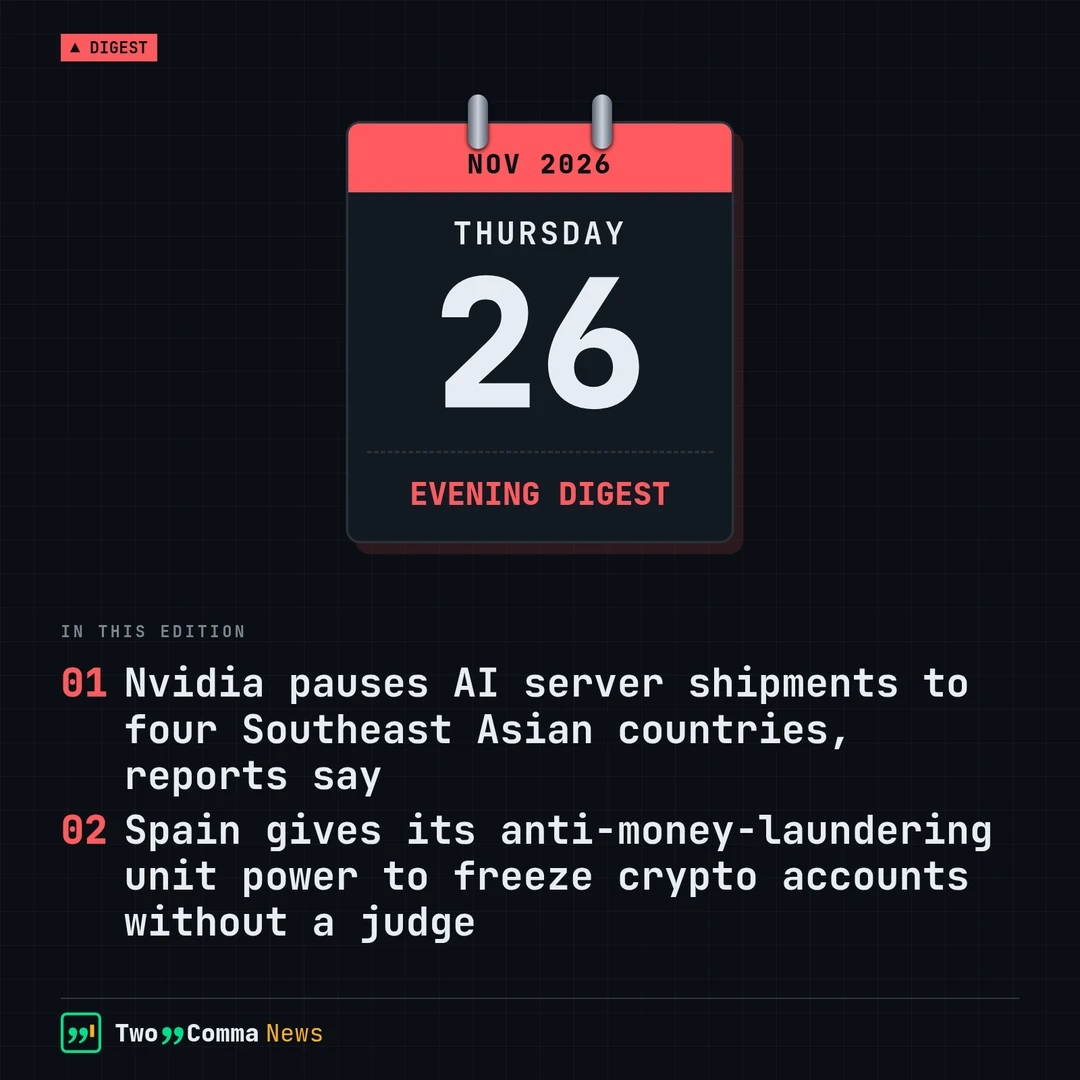 ▲ DIGEST
NOV 2026
THURSDAY
26
EVENING DIGEST
IN THIS EDITION
01 Nvidia pauses AI server shipments to
four Southeast Asian countries,
reports say
02 Spain gives its anti-money-laundering
unit power to freeze crypto accounts
without a judge
Two,,Comma News